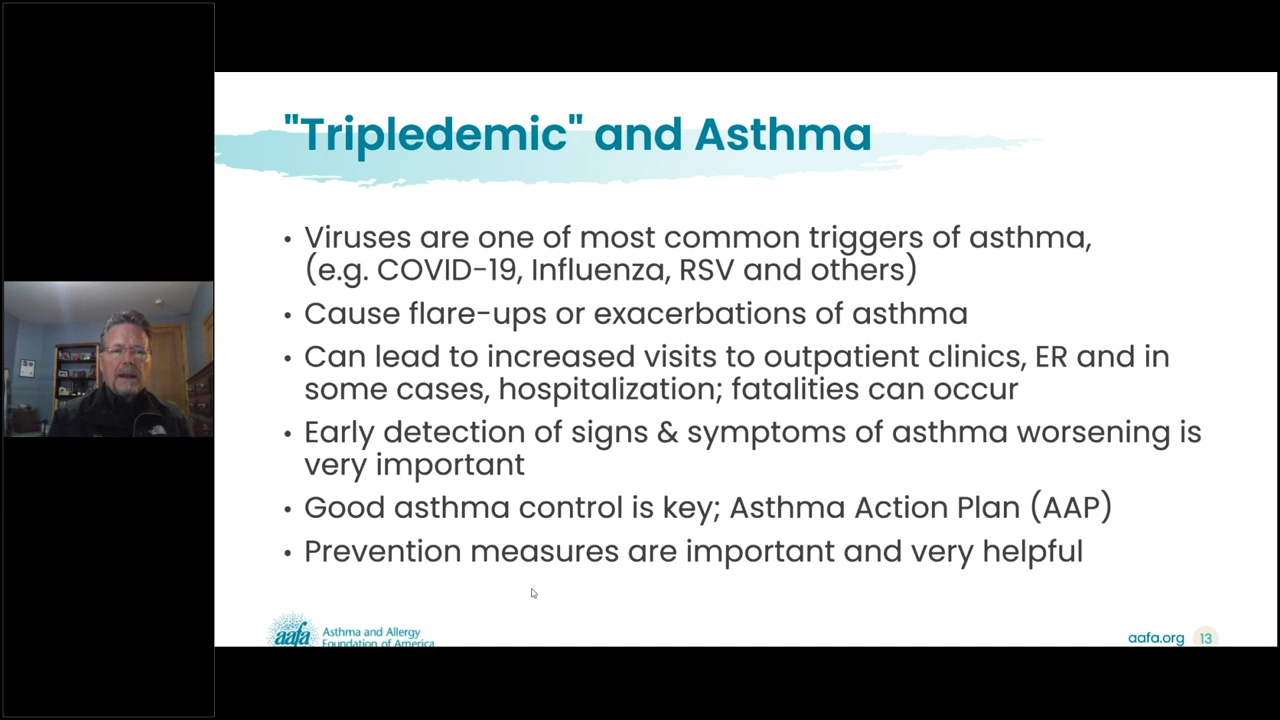 "Tripledemic" and Asthma
• Viruses are one of most common triggers of asthma,
(e.g. COVID-19, Influenza, RSV and others)
• Cause flare-ups or exacerbations of asthma
• Can lead to increased visits to outpatient clinics, ER and in
some cases, hospitalization; fatalities can occur
• Early detection of signs & symptoms of asthma worsening is
very important
• Good asthma control is key; Asthma Action Plan (AAP)
• Prevention measures are important and very helpful
aafa Asthma and Allergy
Foundation of America
aafa.org 13